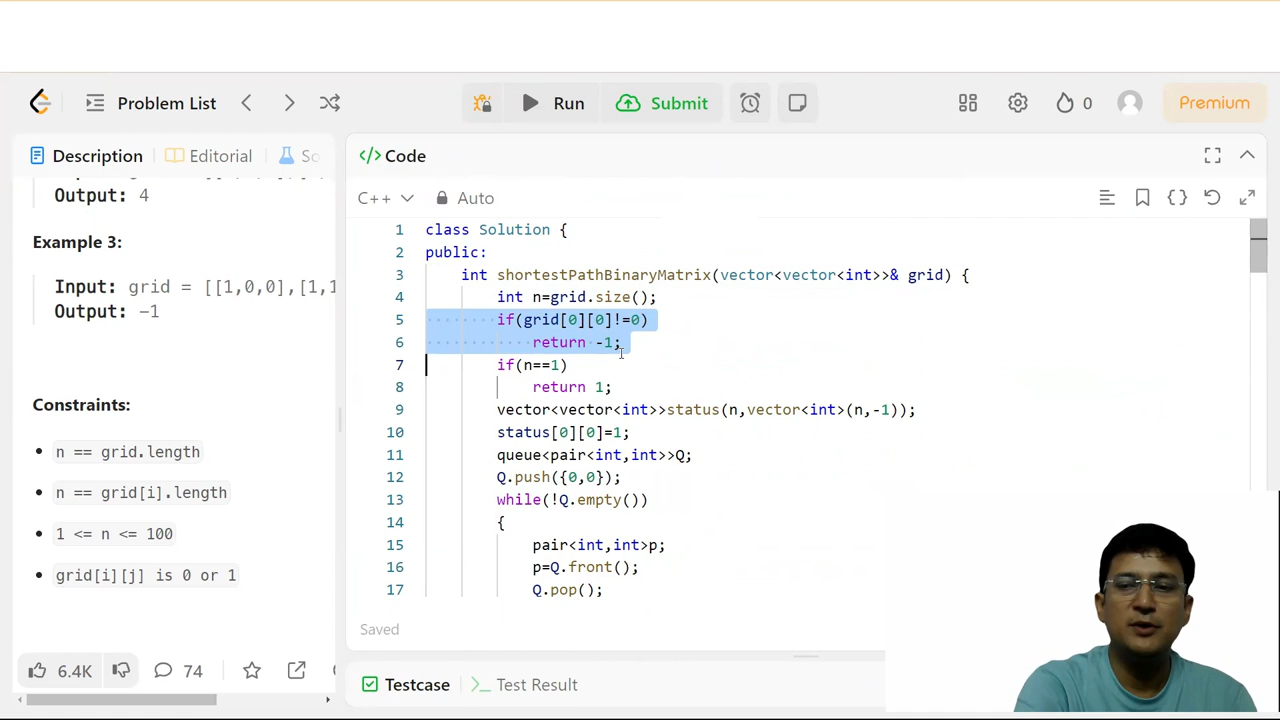 Problem List
Run
Submit
0
Premium
Description
Editorial
So
</> Code
C++
Auto
Output: 4
Example 3:
Input: grid = [[1,0,0],[1,1
Output: -1
Constraints:
n == grid.length
n == grid[i].length
1 <= n <= 100
grid[i][j] is 0 or 1
6.4K
74
1 class Solution {
2 public:
3 int shortestPathBinaryMatrix(vector<vector<int>>& grid) {
4 int n=grid.size();
5 if(grid[0][0]!=0)
6 return -1;
7 if(n==1)
8 return 1;
9 vector<vector<int>>status(n,vector<int>(n,-1));
10 status[0][0]=1;
11 queue<pair<int,int>>Q;
12 Q.push({0,0});
13 while(!Q.empty())
14 {
15 pair<int,int>p;
16 p=Q.front();
17 Q.pop();
Saved
Testcase
Test Result